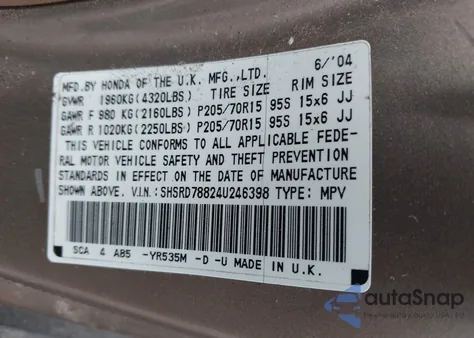 MFD.BY HONDA OF THE U.K. MFG.,LTD. 6/'04
GVWR 1960KG(4320LBS) TIRE SIZE RIM SIZE
GAWR F 980 KG(2160LBS) P205/70R15 95S 15x6 JJ
GAWR R 1020KG(2250LBS) P205/70R15 95S 15x6 JJ
THIS VEHICLE CONFORMS TO ALL APPLICABLE FEDE-
RAL MOTOR VEHICLE SAFETY AND THEFT PREVENTION
STANDARDS IN EFFECT ON THE DATE OF MANUFACTURE
SHOWN ABOVE. V.I.N.:SHSRD78824U246398 TYPE: MPV
SCA 4 AB5 -YR535M -D -U MADE IN U.K.
autoSnap